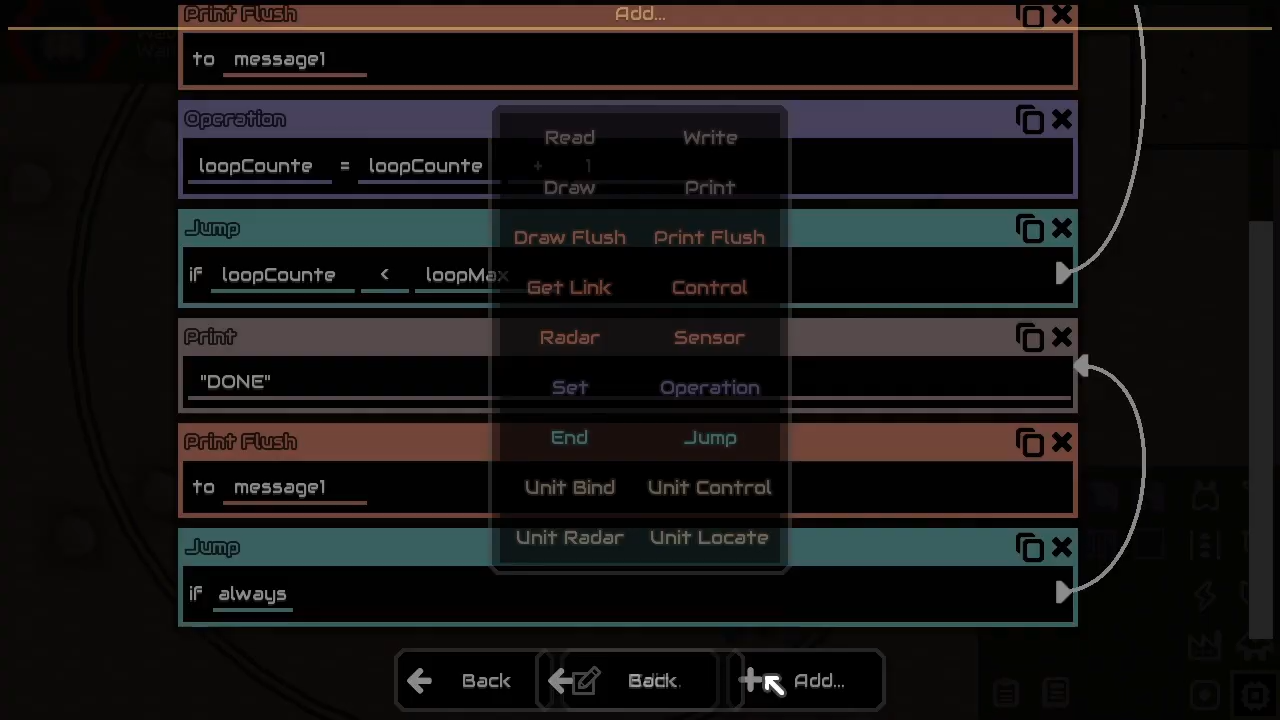 Add...
Print Flush
to message1
Operation
loopCounte = loopCounte + 1
Jump
if loopCounte < loopMax
Print
"DONE"
Print Flush
to message1
Jump
if always
Read Write
Draw Print
Draw Flush Print Flush
Get Link Control
Radar Sensor
Set Operation
End Jump
Unit Bind Unit Control
Unit Radar Unit Locate
Back Back Add...